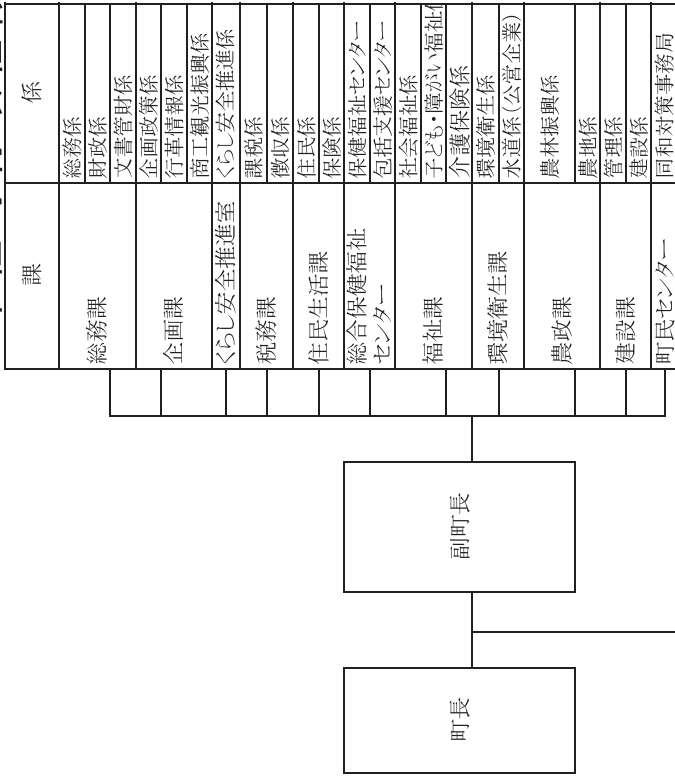 課
係
総務課
総務係
財政係
文書管財係
企画課
企画政策係
行革情報係
商工観光振興係
くらし安全推進室
くらし安全推進係
税務課
課税係
徴収係
住民生活課
住民係
保険係
総合保健福祉
センター
保健福祉センター
包括支援センター
福祉課
社会福祉係
子ども・障がい福祉
介護保険係
環境衛生課
環境衛生係
水道係(公営企業)
農政課
農林振興係
農地係
建設課
管理係
建設係
町民センター
同和対策事務局
副町長
町長